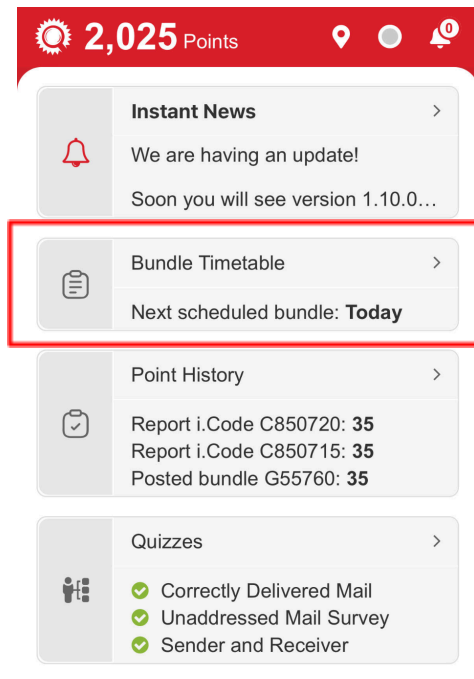 2,025 Points
0
Instant News
We are having an update!
Soon you will see version 1.10.0...
Bundle Timetable
Next scheduled bundle: Today
Point History
Report i.Code C850720: 35
Report i.Code C850715: 35
Posted bundle G55760: 35
Quizzes
Correctly Delivered Mail
Unaddressed Mail Survey
Sender and Receiver